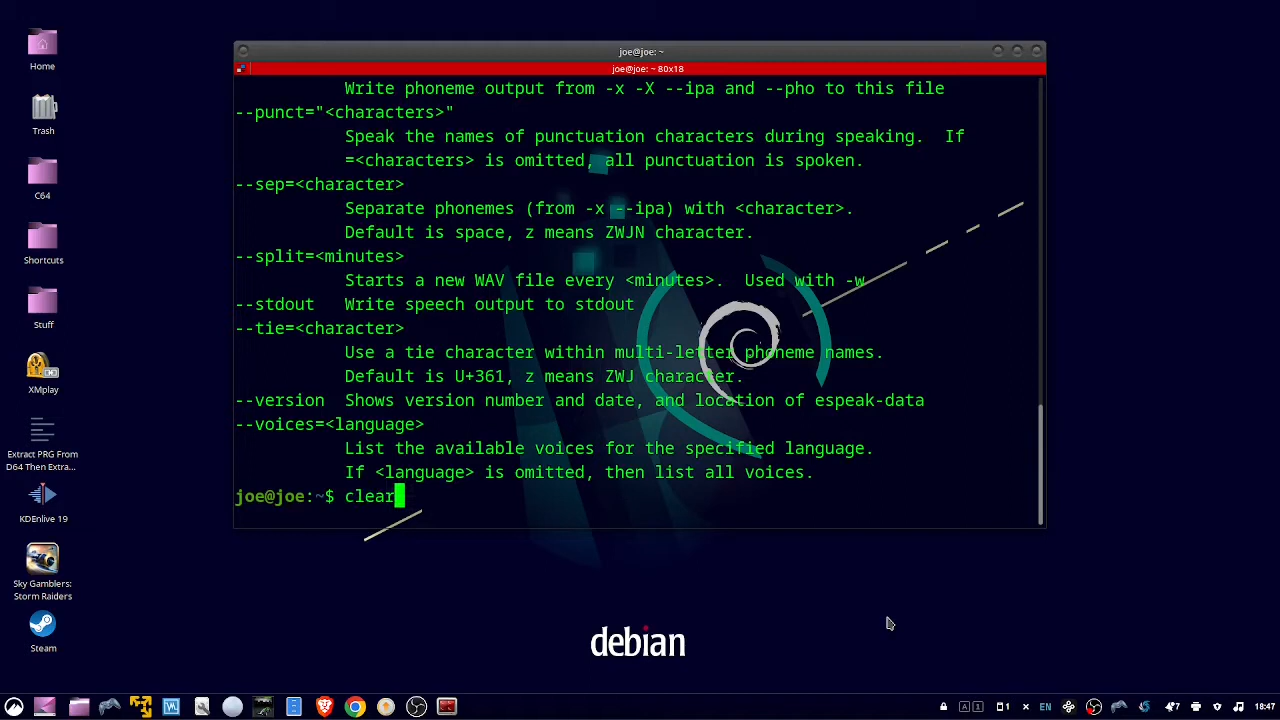 joe@joe: ~
joe@joe: ~ 80x18
Write phoneme output from -x -X --ipa and --pho to this file
--punct="<characters>"
Speak the names of punctuation characters during speaking.  If
=<characters> is omitted, all punctuation is spoken.
--sep=<character>
Separate phonemes (from -x --ipa) with <character>.
Default is space, z means ZWJN character.
--split=<minutes>
Starts a new WAV file every <minutes>.  Used with -w
--stdout   Write speech output to stdout
--tie=<character>
Use a tie character within multi-letter phoneme names.
Default is U+361, z means ZWJ character.
--version  Shows version number and date, and location of espeak-data
--voices=<language>
List the available voices for the specified language.
If <language> is omitted, then list all voices.
joe@joe:~$ clear
Home
Trash
C64
Shortcuts
Stuff
XMplay
Extract PRG From
D64 Then Extra...
KDEnlive 19
Sky Gamblers:
Storm Raiders
Steam
debian
A 1
1
EN
7
18:47